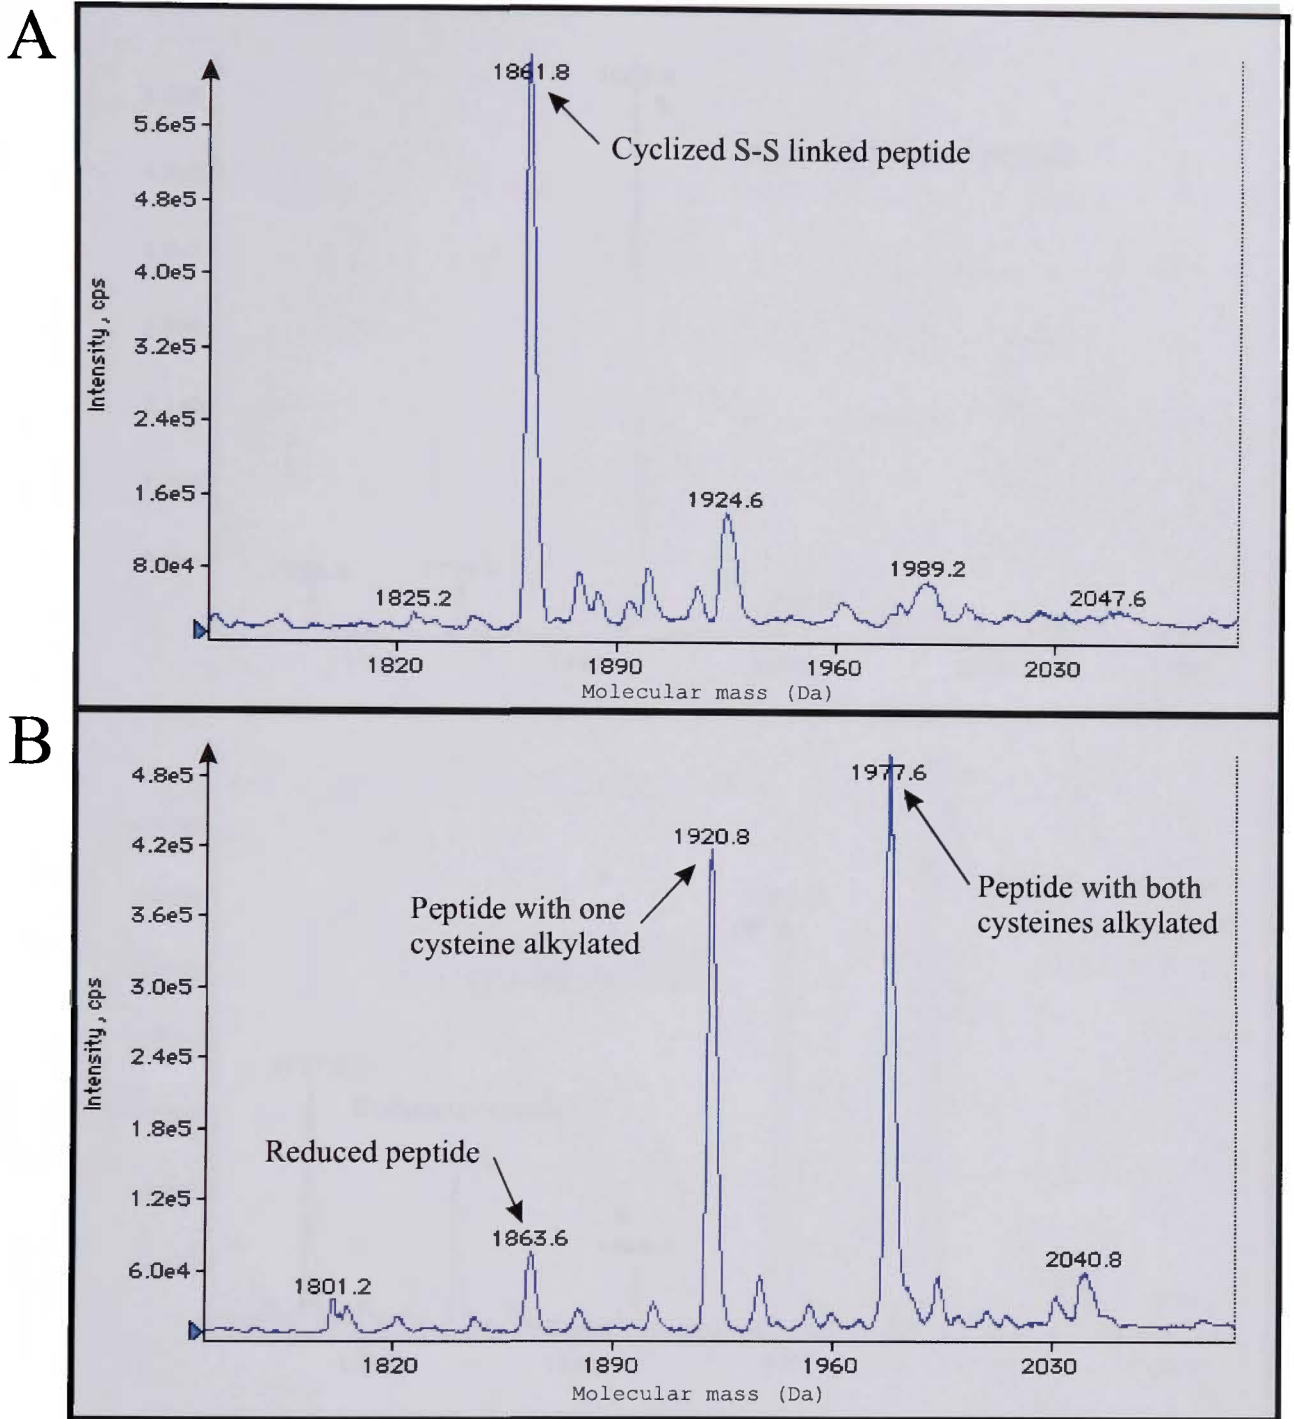 A
1861.8
Cyclized S-S linked peptide
5.6e5
4.8e5
4.0e5
3.2e5
2.4e5
1.6e5
8.0e4
Intensity, cps
1825.2
1924.6
1989.2
2047.6
1820
1890
1960
2030
Molecular mass (Da)
B
4.8e5
4.2e5
3.6e5
3.0e5
2.4e5
1.8e5
1.2e5
6.0e4
Intensity, cps
1977.6
1920.8
Peptide with one
cysteine alkylated
Peptide with both
cysteines alkylated
Reduced peptide
1863.6
1801.2
2040.8
1820
1890
1960
2030
Molecular mass (Da)